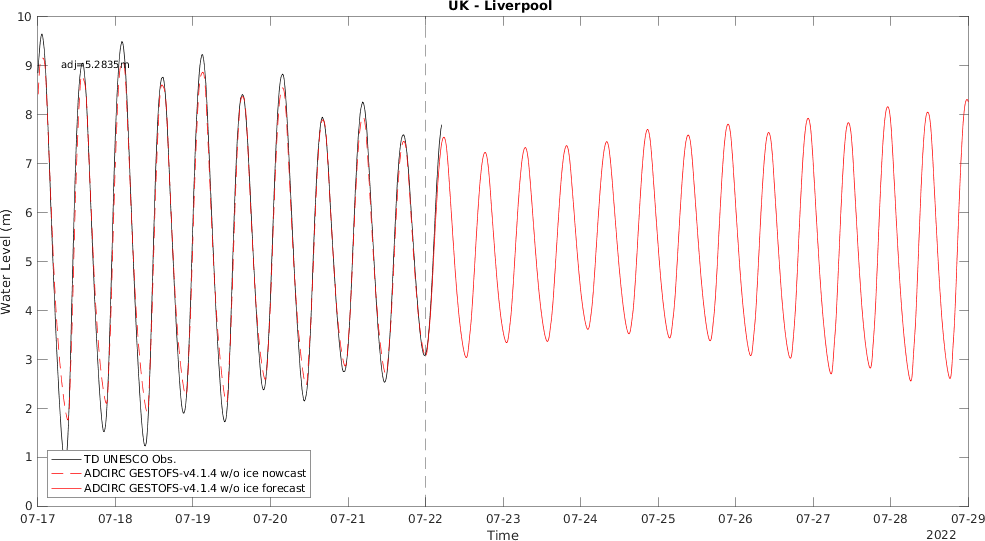 UK - Liverpool
10
9
8
7
6
5
4
3
2
1
0
Water Level (m)
adj=5.2835m
TD UNESCO Obs.
ADCIRC GESTOFS-v4.1.4 w/o ice nowcast
ADCIRC GESTOFS-v4.1.4 w/o ice forecast
07-17 07-18 07-19 07-20 07-21 07-22 07-23 07-24 07-25 07-26 07-27 07-28 07-29
Time
2022